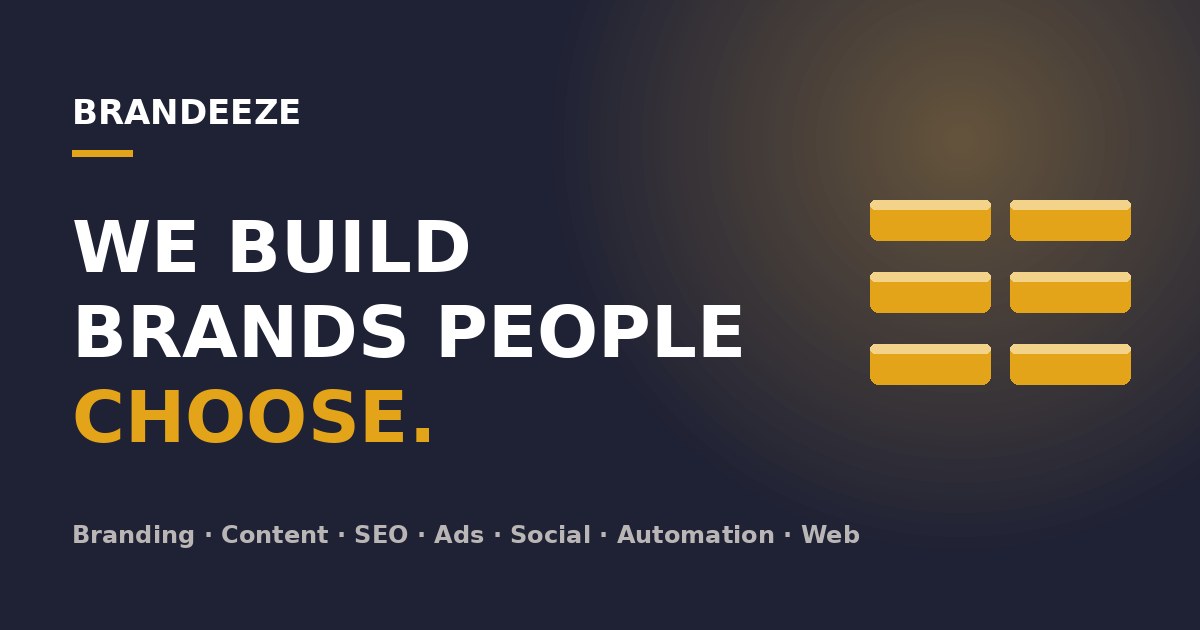 BRANDEEZE
WE BUILD
BRANDS PEOPLE
CHOOSE.
Branding · Content · SEO · Ads · Social · Automation · Web